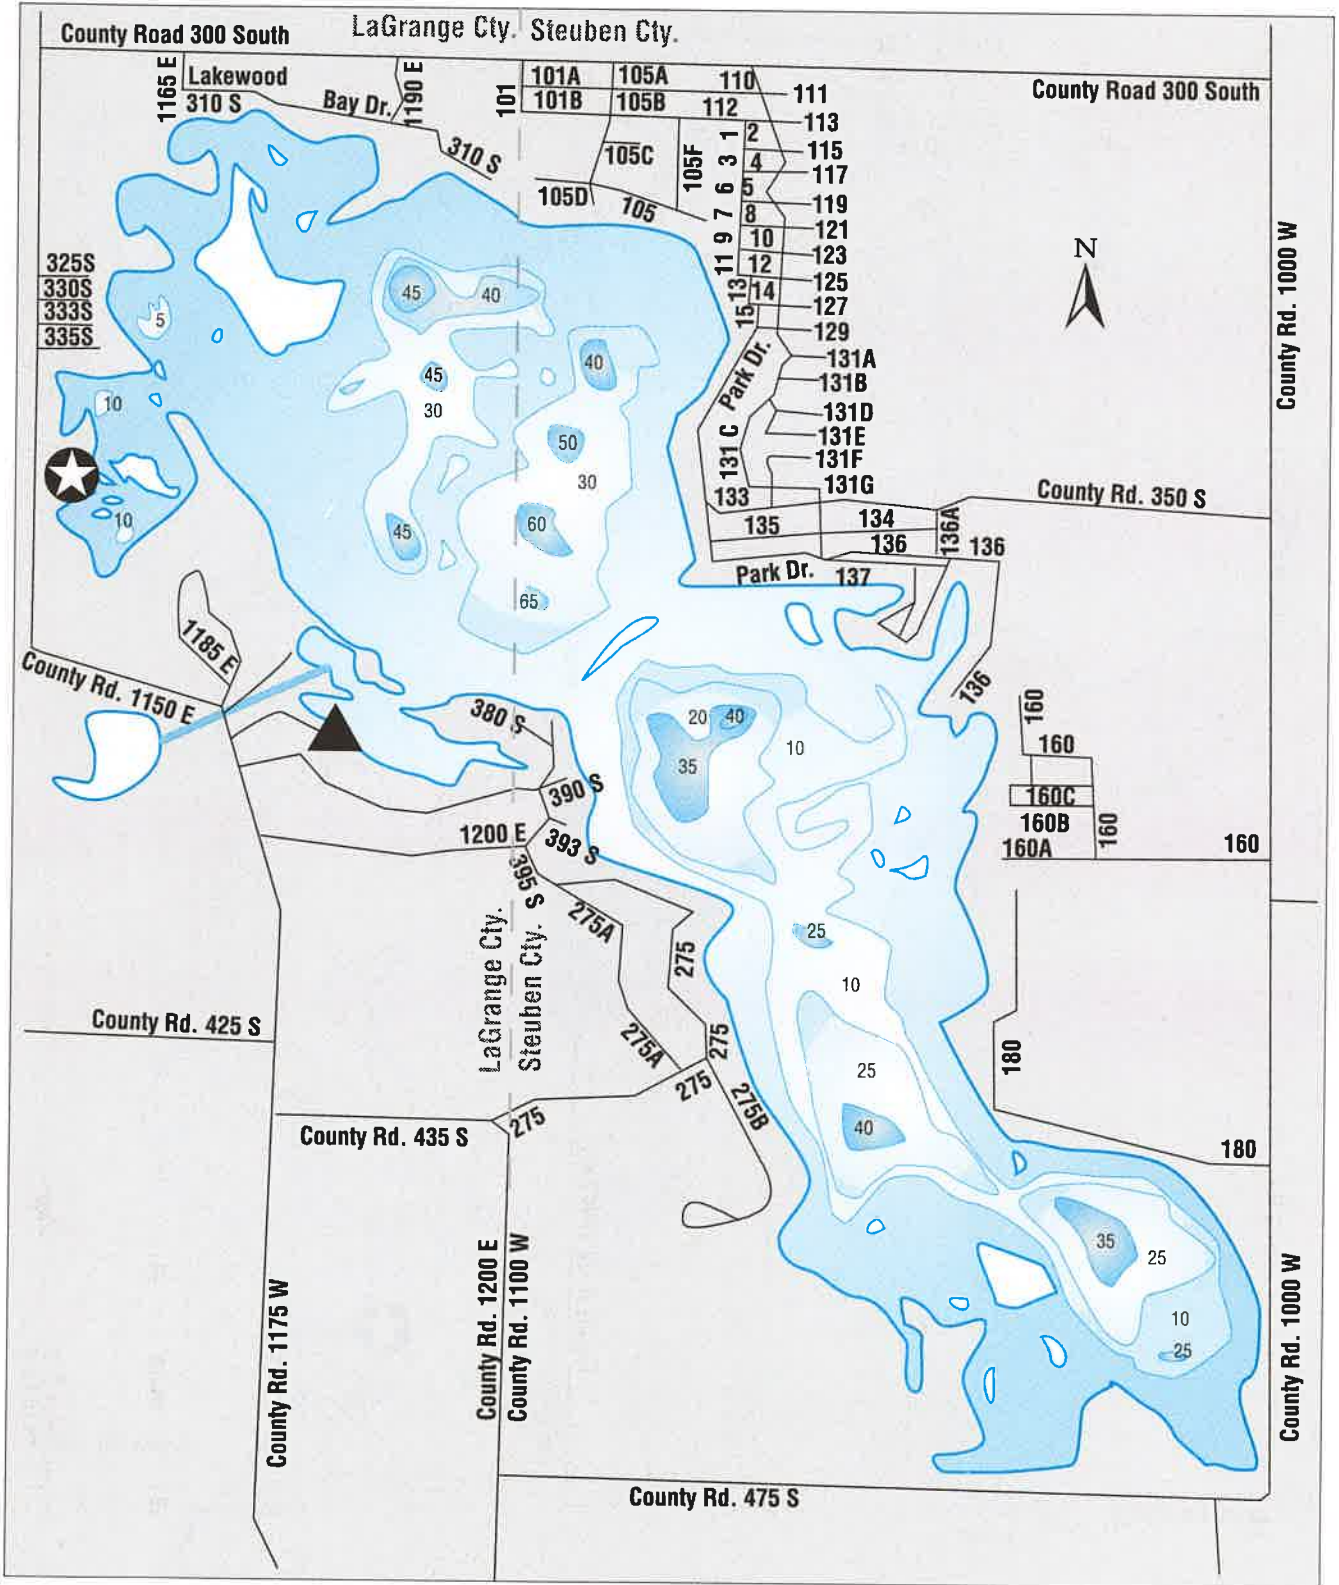 LaGrange Cty. Steuben Cty.
County Road 300 South
County Road 300 South
1165 E
Lakewood
310 S
Bay Dr.
1190 E
310 S
101
101A
105A
110
111
101B
105B
112
113
105C
105F
105D
105
1
2
115
3
4
117
6
5
119
7
8
121
9
10
123
11
12
125
13
14
127
15
129
Park Dr.
131A
131B
131D
131E
131C
131F
131G
133
134
135
136
136A
136
Park Dr.
137
136
County Rd. 350 S
N
County Rd. 1000 W
325S
330S
333S
335S
5
10
10
45
40
45
30
40
50
30
45
60
65
1185 E
County Rd. 1150 E
380 S
390 S
1200 E
393 S
395 S
20
40
35
10
160
160
160C
160B
160
160A
160
275A
275
LaGrange Cty.
Steuben Cty.
25
10
County Rd. 425 S
275A
275
275
275B
25
40
180
180
County Rd. 435 S
275
County Rd. 1175 W
County Rd. 1200 E
County Rd. 1100 W
35
25
10
25
County Rd. 1000 W
County Rd. 475 S